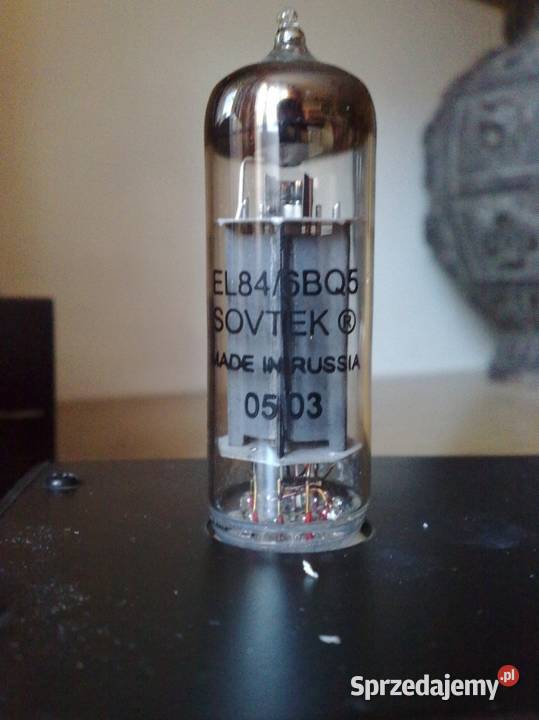 EL84/6BQ5
SOVTEK ®
MADE IN RUSSIA
05 03
Sprzedajemy.pl